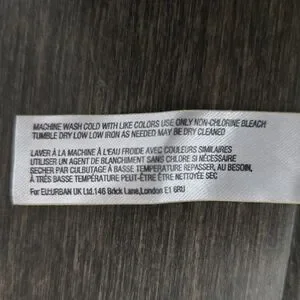 MACHINE WASH COLD WITH LIKE COLORS USE ONLY NON-CHLORINE BLEACH
TUMBLE DRY LOW LOW IRON AS NEEDED MAY BE DRY CLEANED
LAVER À LA MACHINE À L'EAU FROIDE AVEC COULEURS SIMILAIRES
UTILISER UN AGENT DE BLANCHIMENT SANS CHLORE SI NÉCESSAIRE
SECHER PAR CULBUTAGE À BASSE TEMPÉRATURE REPASSER, AU BESOIN,
À TRÈS BASSE TEMPÉRATURE PEUT-ÊTRE ÊTRE NETTOYÉ SEC
For EU:URBAN UK Ltd.146 Brick Lane,London E1 6RU